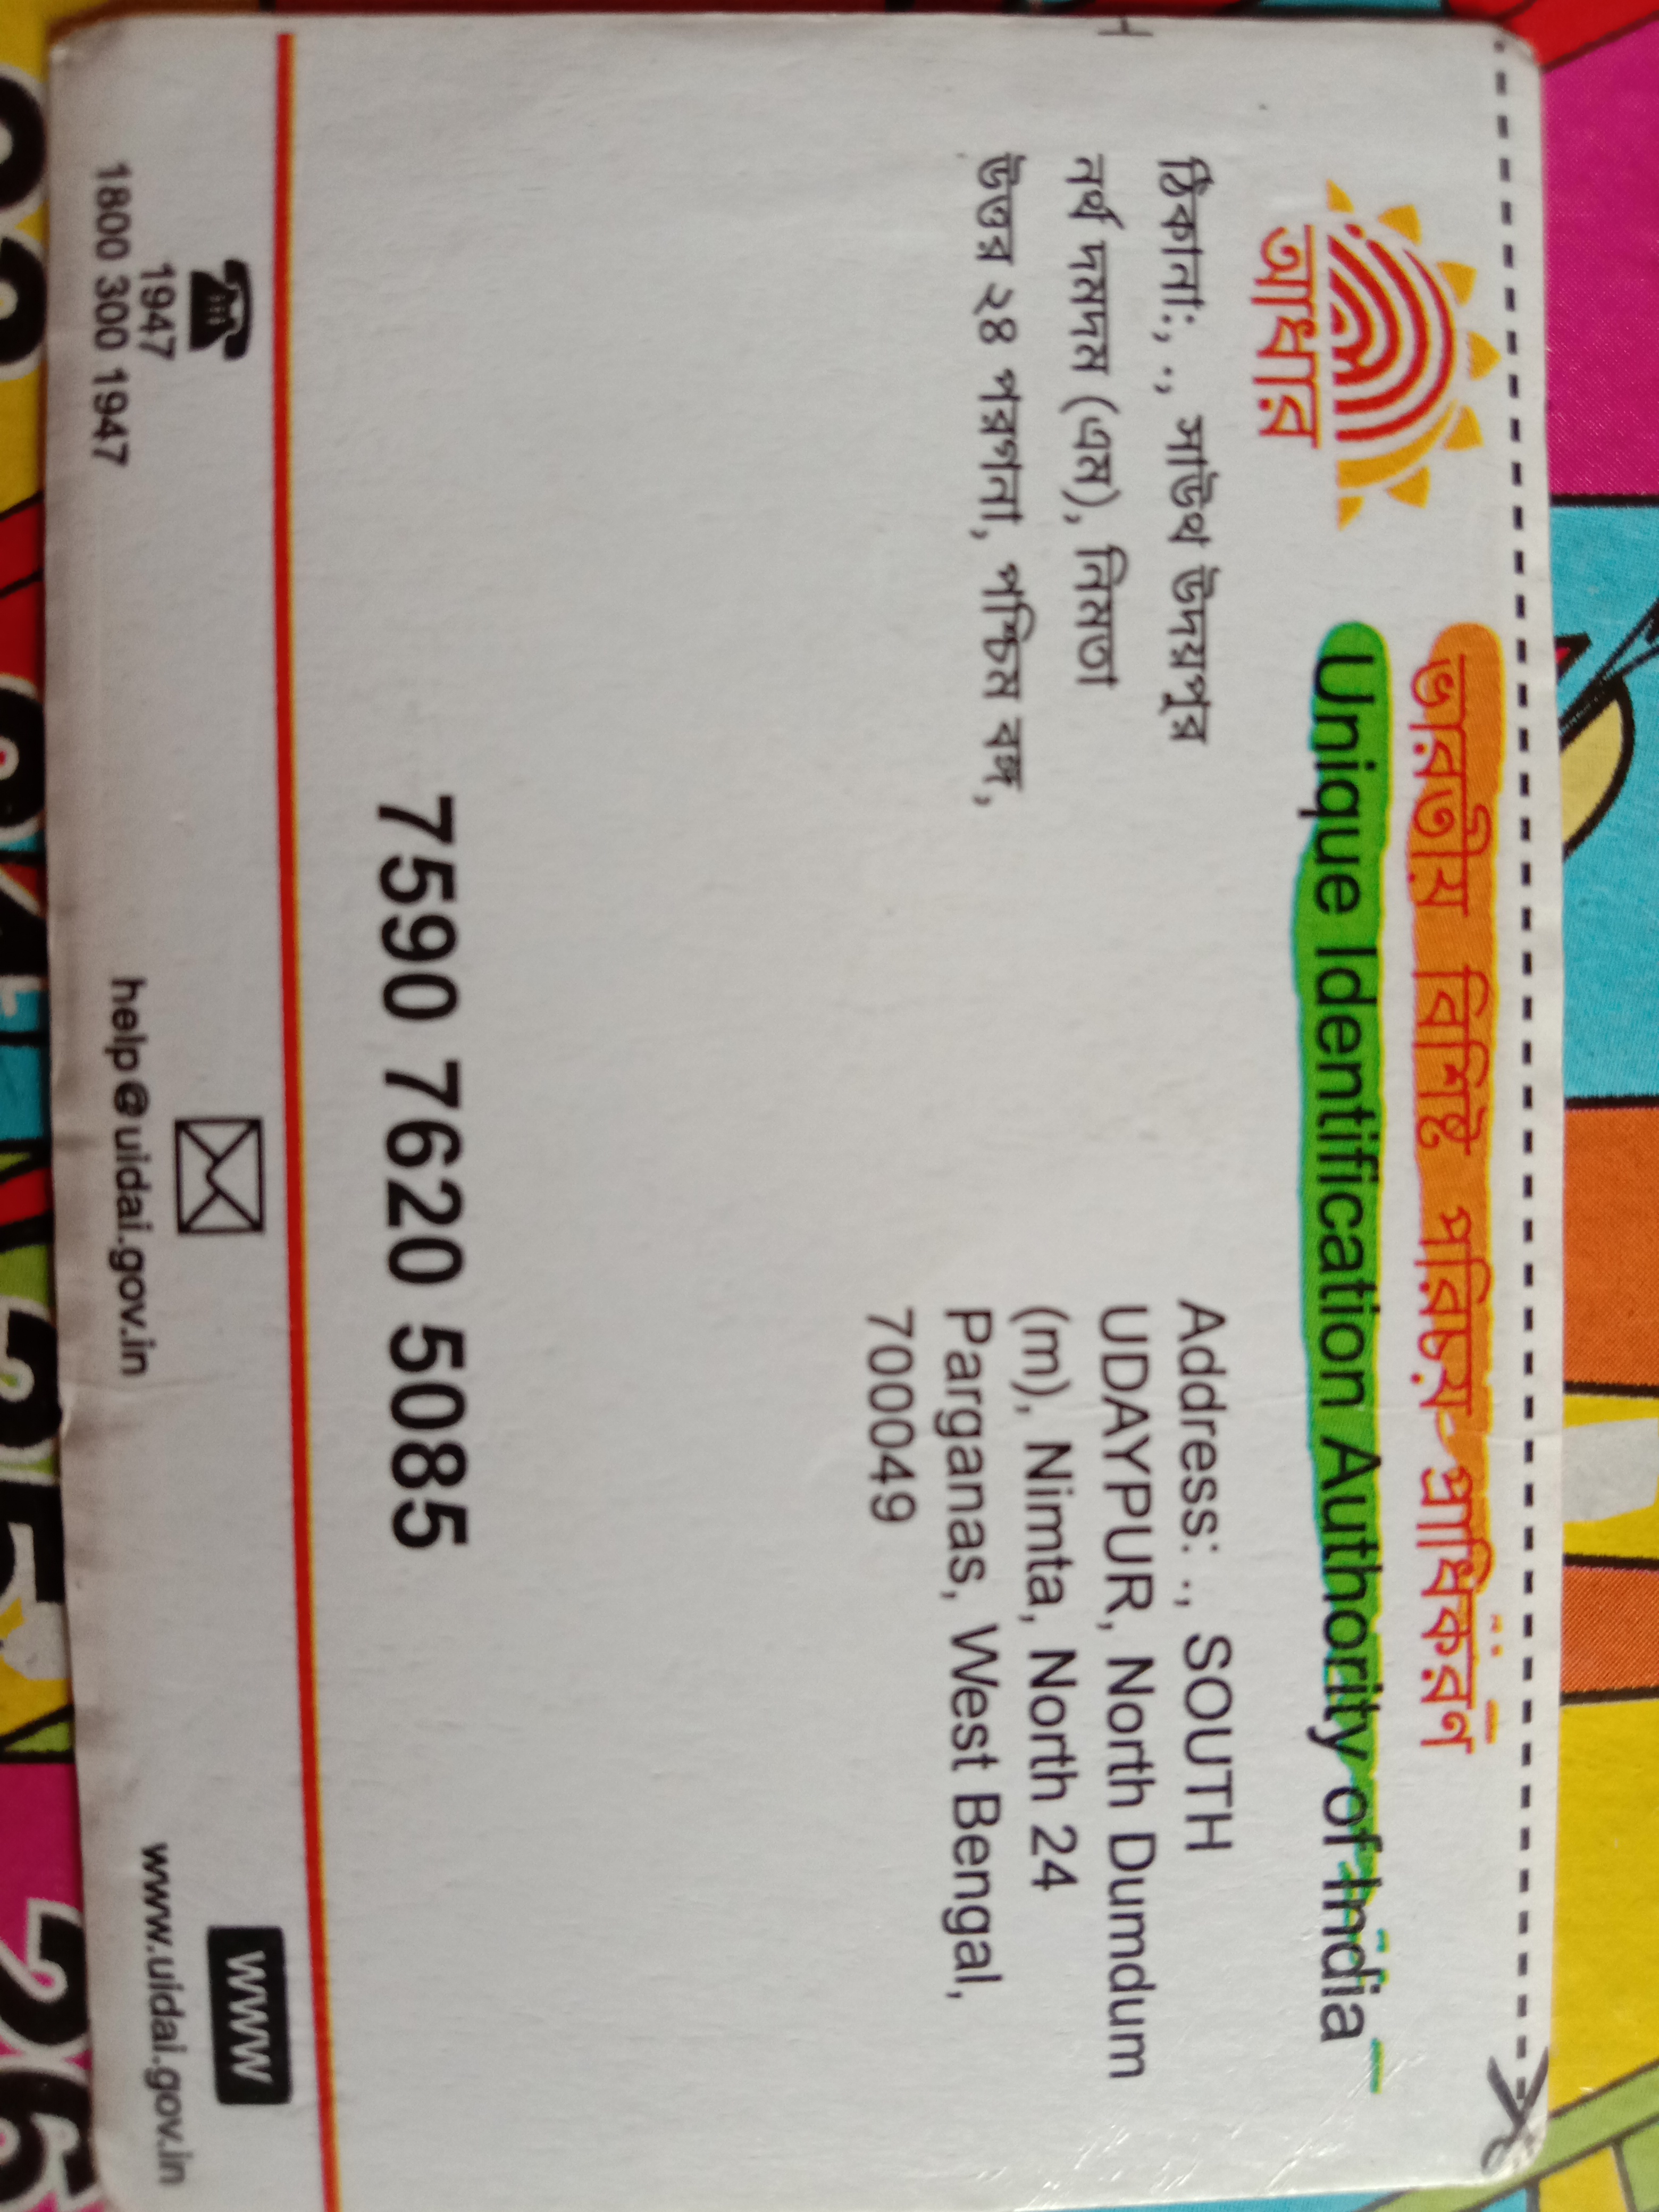 ভারতীয় বিশিষ্ট পরিচয় প্রাধিকরণ
Unique Identification Authority of India
আধার
ঠিকানা:, ., সাউথ উদয়পুর
নর্থ দমদম (এম), নিমতা
উত্তর ২৪ পরগনা, পশ্চিম বঙ্গ,
Address: ., SOUTH
UDAYPUR, North Dumdum
(m), Nimta, North 24
Parganas, West Bengal,
700049
7590 7620 5085
1947
1800 300 1947
help@uidai.gov.in
www
www.uidai.gov.in
25
26